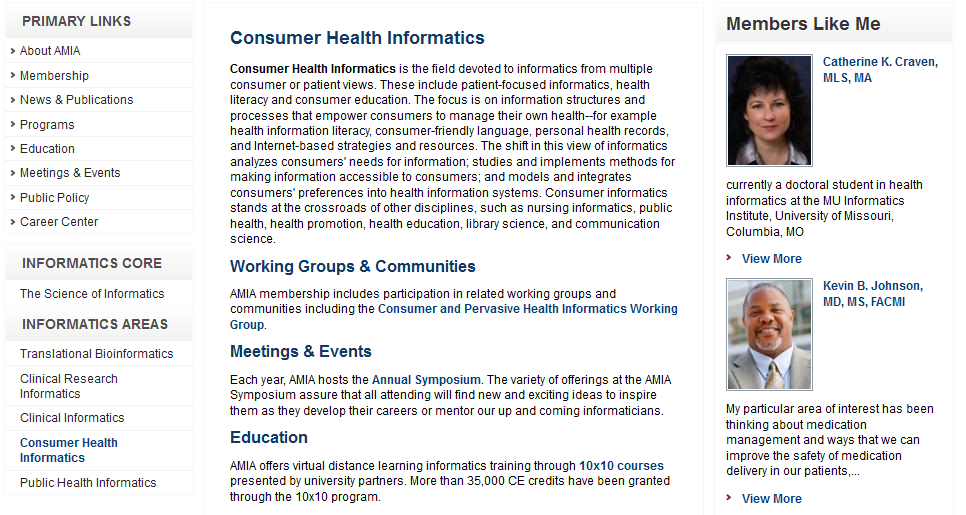 PRIMARY LINKS
About AMIA
Membership
News & Publications
Programs
Education
Meetings & Events
Public Policy
Career Center
INFORMATICS CORE
The Science of Informatics
INFORMATICS AREAS
Translational Bioinformatics
Clinical Research
Informatics
Clinical Informatics
Consumer Health
Informatics
Public Health Informatics
Consumer Health Informatics
Consumer Health Informatics is the field devoted to informatics from multiple
consumer or patient views. These include patient-focused informatics, health
literacy and consumer education. The focus is on information structures and
processes that empower consumers to manage their own health--for example
health information literacy, consumer-friendly language, personal health records,
and Internet-based strategies and resources. The shift in this view of informatics
analyzes consumers' needs for information; studies and implements methods for
making information accessible to consumers; and models and integrates
consumers' preferences into health information systems. Consumer informatics
stands at the crossroads of other disciplines, such as nursing informatics, public
health, health promotion, health education, library science, and communication
science.
Working Groups & Communities
AMIA membership includes participation in related working groups and
communities including the Consumer and Pervasive Health Informatics Working
Group.
Meetings & Events
Each year, AMIA hosts the Annual Symposium. The variety of offerings at the AMIA
Symposium assure that all attending will find new and exciting ideas to inspire
them as they develop their careers or mentor our up and coming informaticians.
Education
AMIA offers virtual distance learning informatics training through 10x10 courses
presented by university partners. More than 35,000 CE credits have been granted
through the 10x10 program.
Members Like Me
Catherine K. Craven,
MLS, MA
currently a doctoral student in health
informatics at the MU Informatics
Institute, University of Missouri,
Columbia, MO
View More
Kevin B. Johnson,
MD, MS, FACMI
My particular area of interest has been
thinking about medication
management and ways that we can
improve the safety of medication
delivery in our patients,...
View More